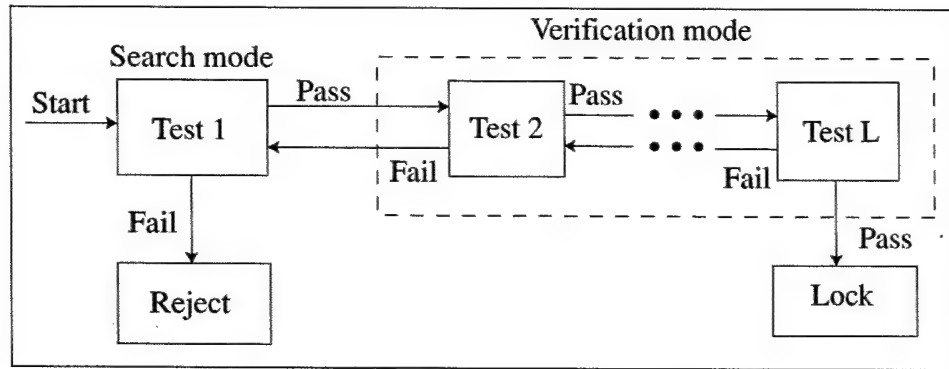 Verification mode
Search mode
Start
Pass
Pass
Test 1
Test 2
Test L
Fail
Fail
Fail
Pass
Reject
Lock